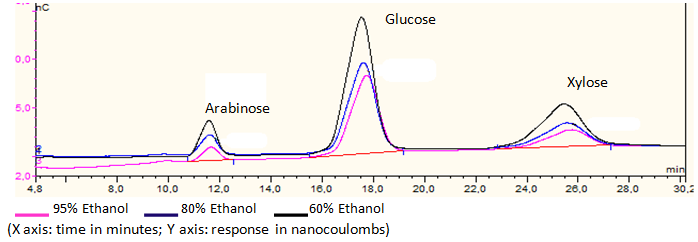 nC
Glucose
0,0
Xylose
5,0
Arabinose
2,0
min
4,8 8,0 10,0 12,0 14,0 16,0 18,0 20,0 22,0 24,0 26,0 28,0 30,2
95% Ethanol 80% Ethanol 60% Ethanol
(X axis: time in minutes; Y axis: response in nanocoulombs)